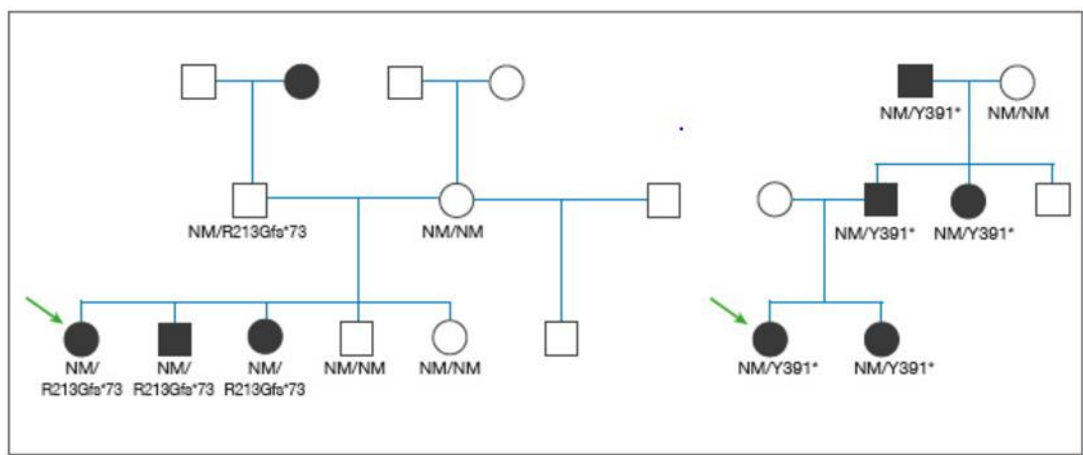 NM/Y391* NM/NM
NM/R213Gfs*73 NM/NM NM/Y391* NM/Y391*
NM/
R213Gfs*73
NM/
R213Gfs*73
NM/
R213Gfs*73
NM/NM
NM/NM
NM/Y391*
NM/Y391*